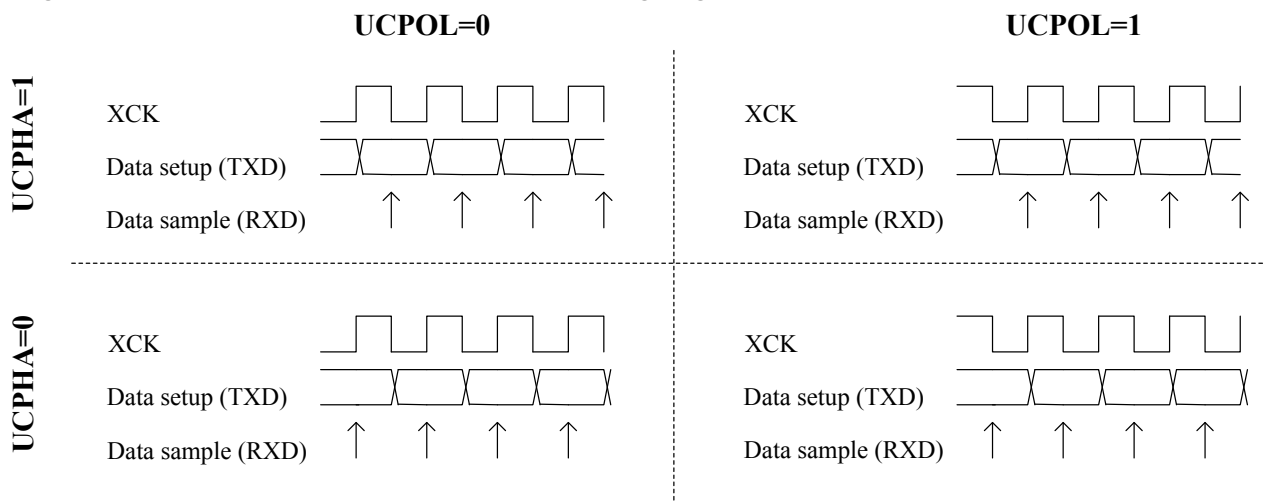 UCPOL=0
UCPOL=1
UCPHA=1
XCK
Data setup (TXD)
Data sample (RXD)
XCK
Data setup (TXD)
Data sample (RXD)
UCPHA=0
XCK
Data setup (TXD)
Data sample (RXD)
XCK
Data setup (TXD)
Data sample (RXD)